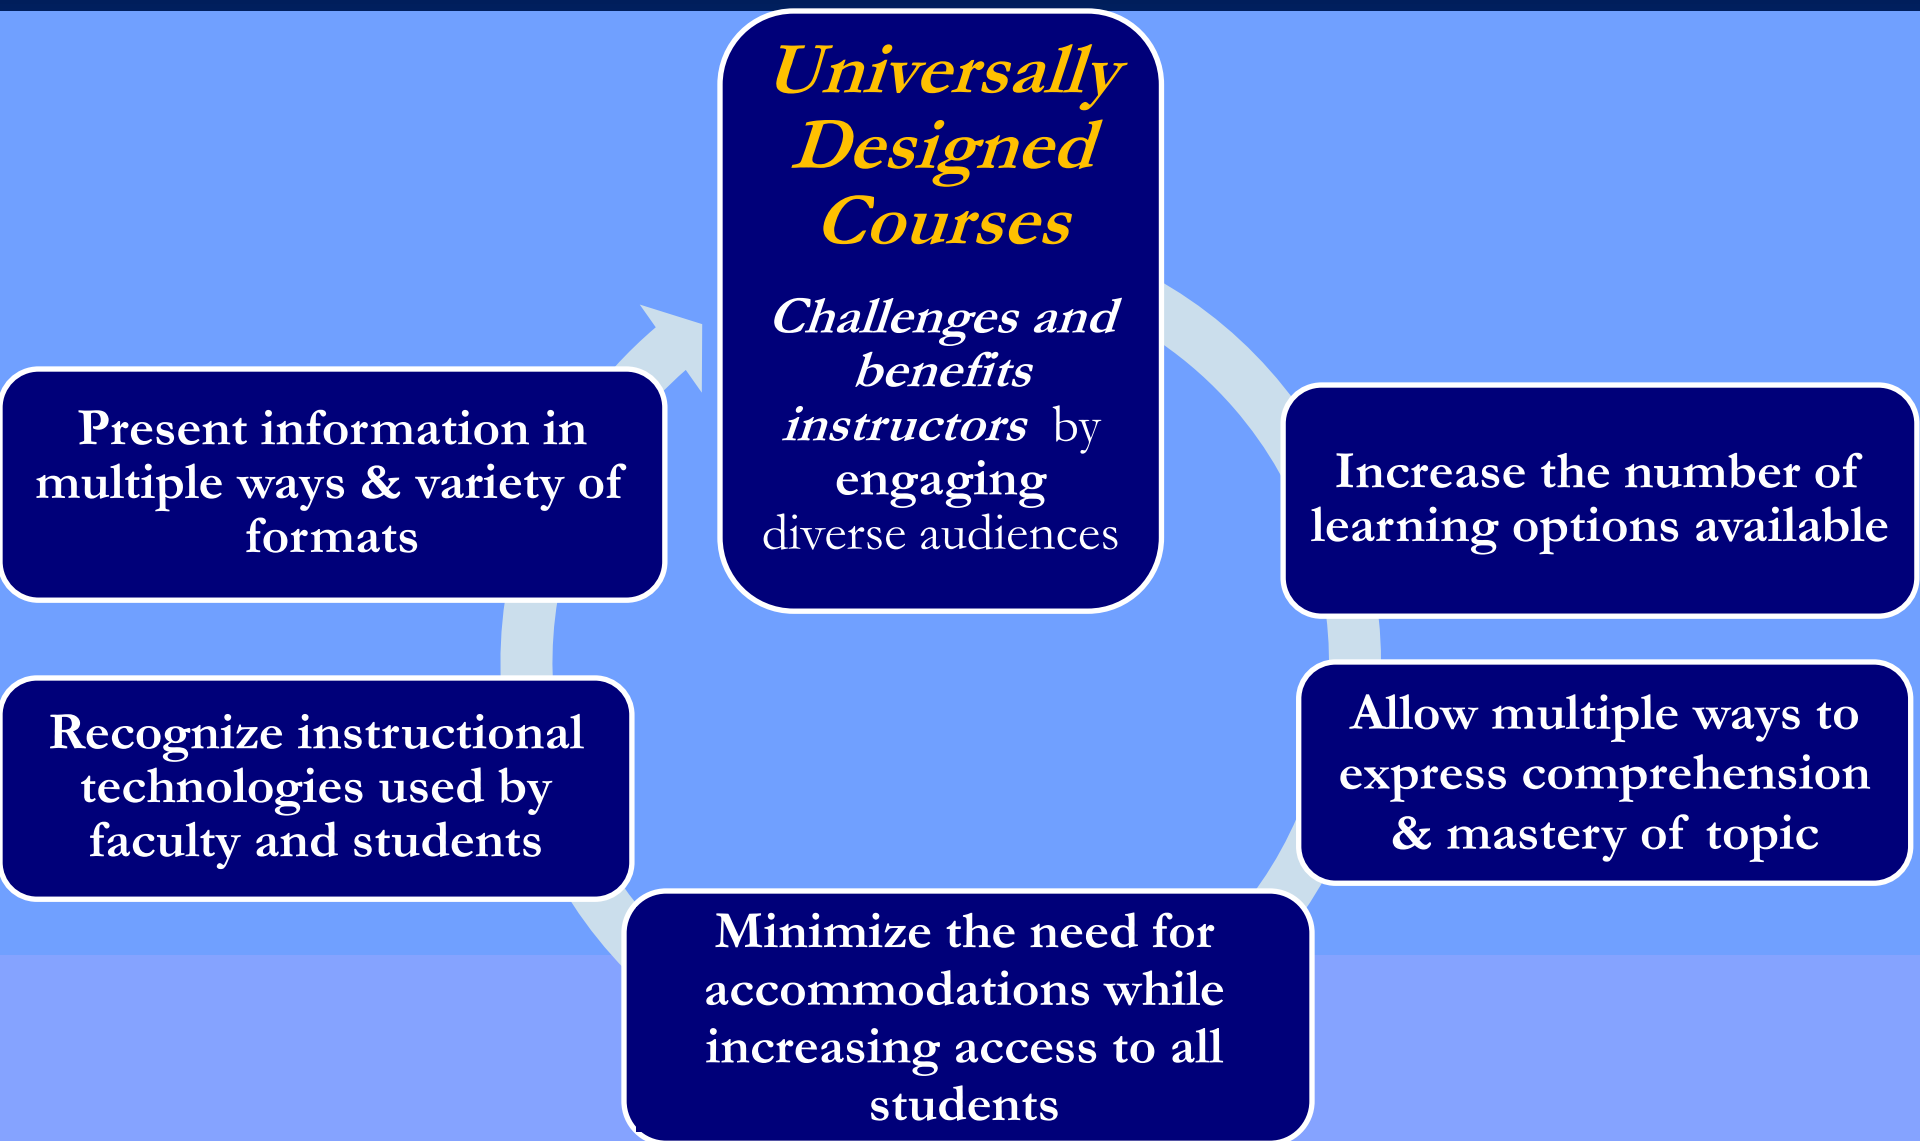 Universally
Designed
Courses
Challenges and
benefits
instructors by
engaging
diverse audiences
Increase the number of
learning options available
Allow multiple ways to
express comprehension
& mastery of topic
Minimize the need for
accommodations while
increasing access to all
students
Recognize instructional
technologies used by
faculty and students
Present information in
multiple ways & variety of
formats